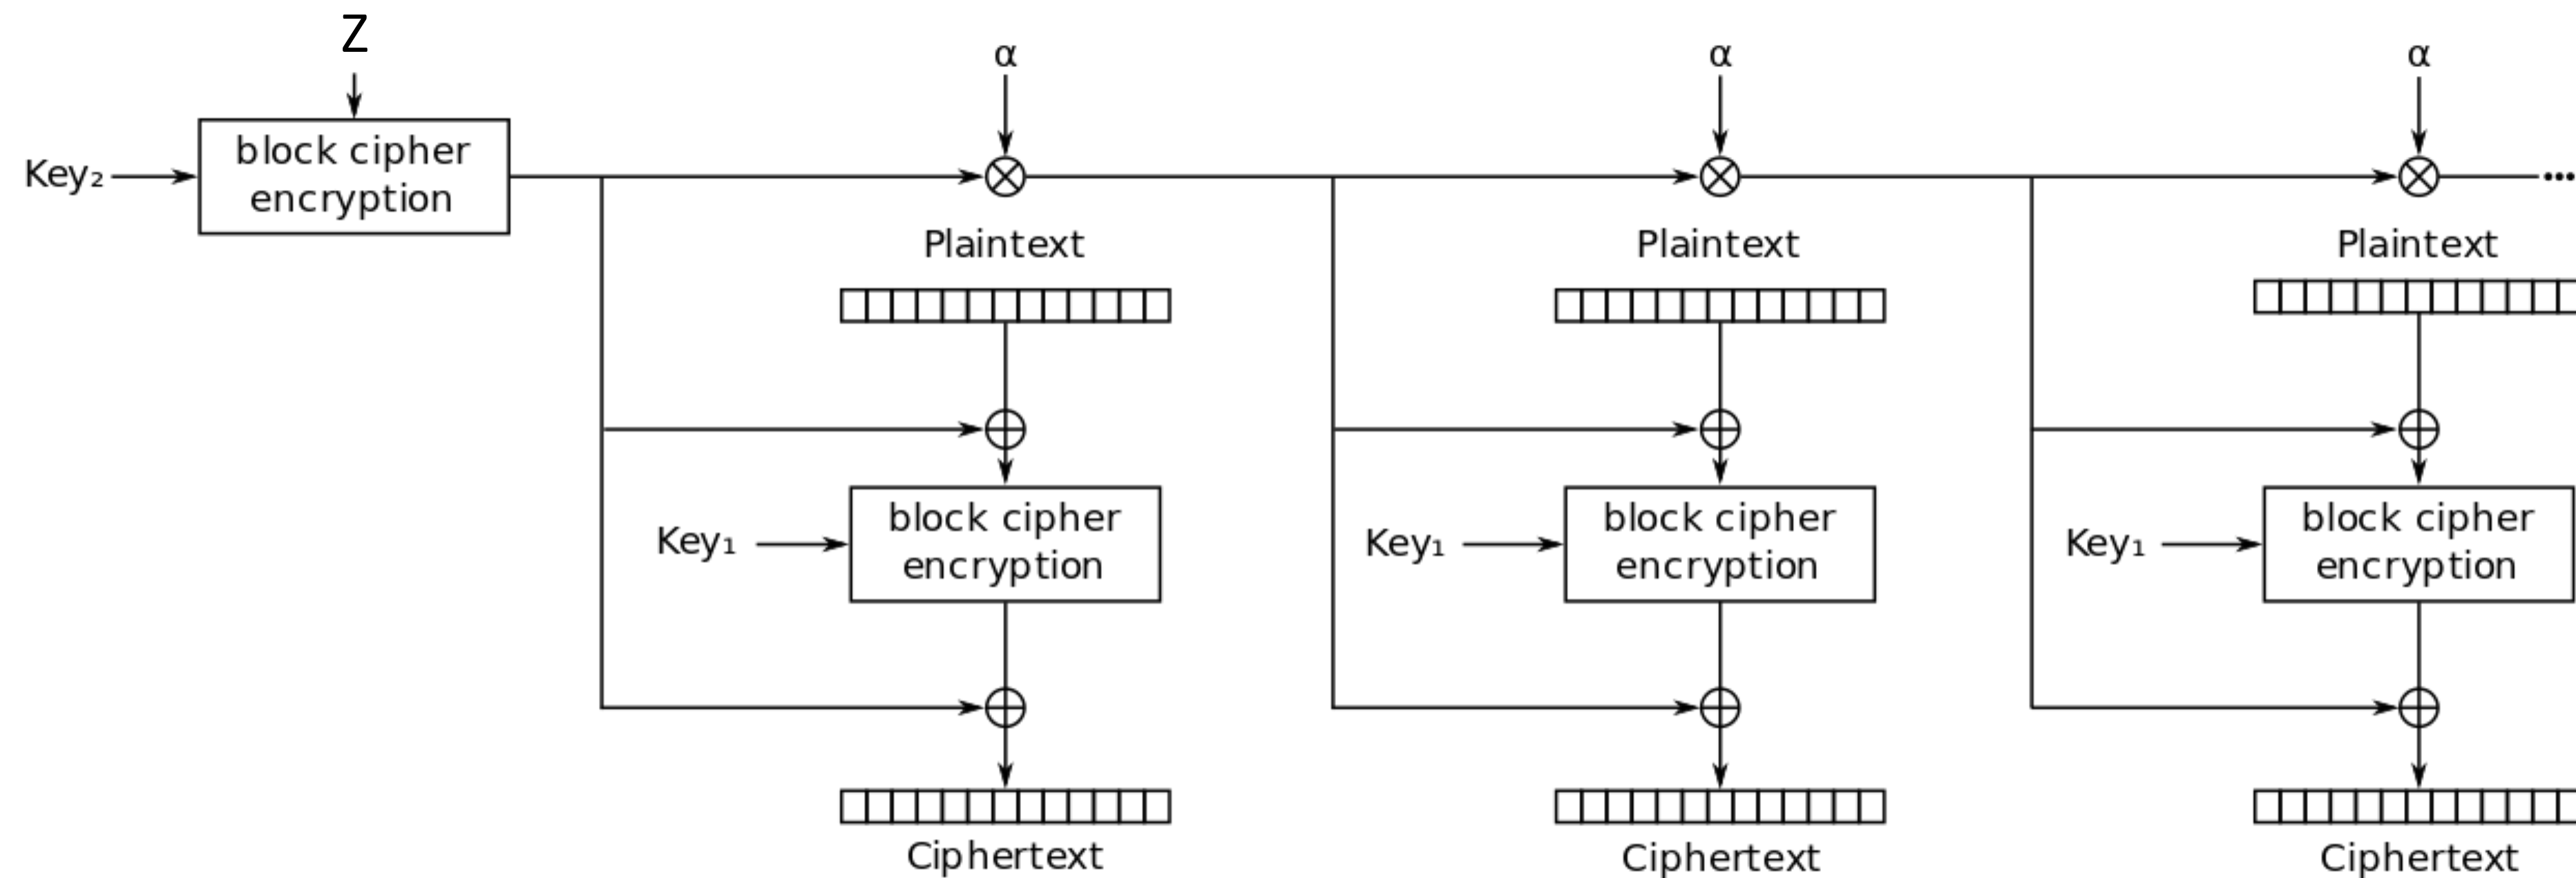 Z
α
α
α
Key₂
block cipher
encryption
...
Plaintext
Plaintext
Plaintext
Key₁
block cipher
encryption
Key₁
block cipher
encryption
Key₁
block cipher
encryption
Ciphertext
Ciphertext
Ciphertext